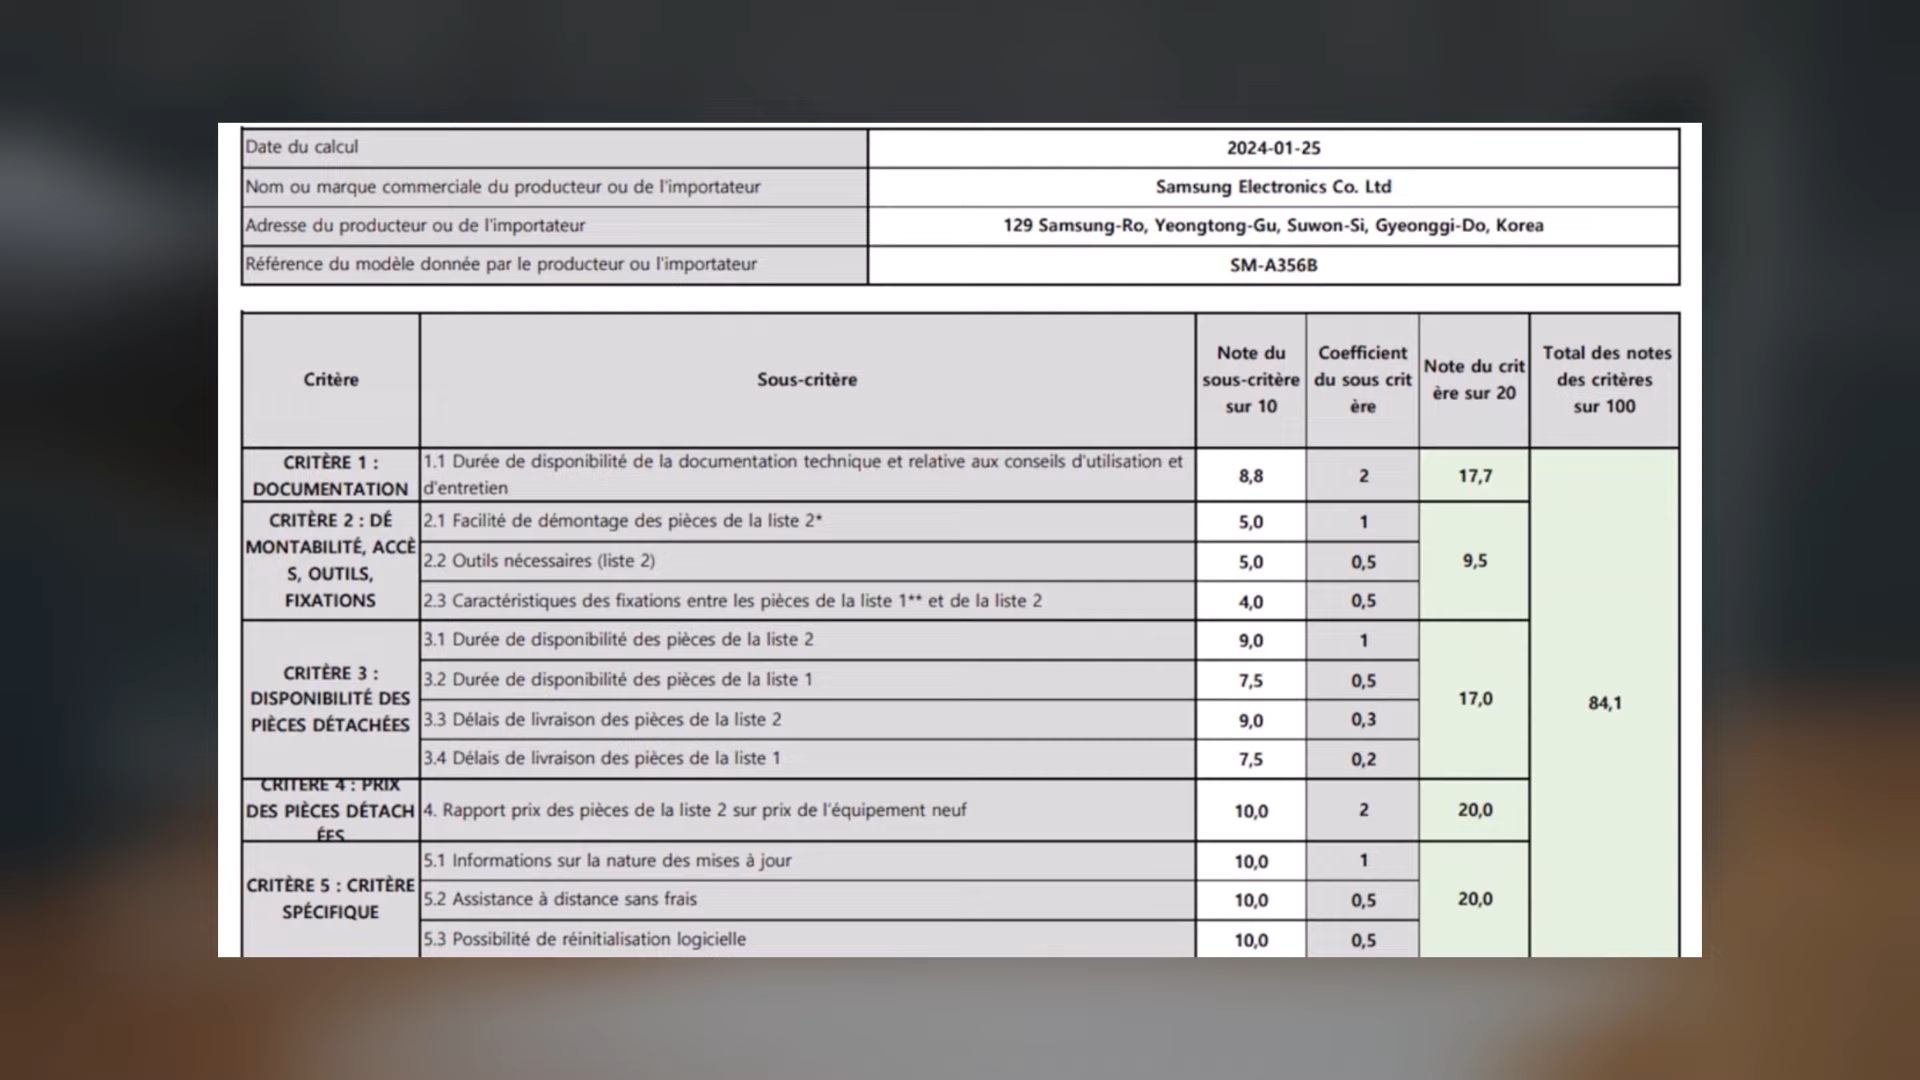 Date du calcul 2024-01-25
Nom ou marque commerciale du producteur ou de l'importateur Samsung Electronics Co. Ltd
Adresse du producteur ou de l'importateur 129 Samsung-Ro, Yeongtong-Gu, Suwon-Si, Gyeonggi-Do, Korea
Référence du modèle donnée par le producteur ou l'importateur SM-A356B
Critère
Sous-critère
Note du
sous-critère
sur 10
Coefficient
du sous crit
ère
Note du crit
ère sur 20
Total des notes
des critères
sur 100
CRITÈRE 1 :
DOCUMENTATION
1.1 Durée de disponibilité de la documentation technique et relative aux conseils d'utilisation et
d'entretien
8,8 2 17,7
CRITÈRE 2 : DÉ
MONTABILITÉ, ACCÈ
S, OUTILS,
FIXATIONS
2.1 Facilité de démontage des pièces de la liste 2* 5,0 1
2.2 Outils nécessaires (liste 2) 5,0 0,5 9,5
2.3 Caractéristiques des fixations entre les pièces de la liste 1** et de la liste 2 4,0 0,5
CRITÈRE 3 :
DISPONIBILITÉ DES
PIÈCES DÉTACHÉES
3.1 Durée de disponibilité des pièces de la liste 2 9,0 1
3.2 Durée de disponibilité des pièces de la liste 1 7,5 0,5
17,0
84,1
3.3 Délais de livraison des pièces de la liste 2 9,0 0,3
3.4 Délais de livraison des pièces de la liste 1 7,5 0,2
CRITÈRE 4 : PRIX
DES PIÈCES DÉTACH
ÉES
4. Rapport prix des pièces de la liste 2 sur prix de l'équipement neuf 10,0 2 20,0
CRITÈRE 5 : CRITÈRE
SPÉCIFIQUE
5.1 Informations sur la nature des mises à jour 10,0 1
5.2 Assistance à distance sans frais 10,0 0,5 20,0
5.3 Possibilité de réinitialisation logicielle 10,0 0,5